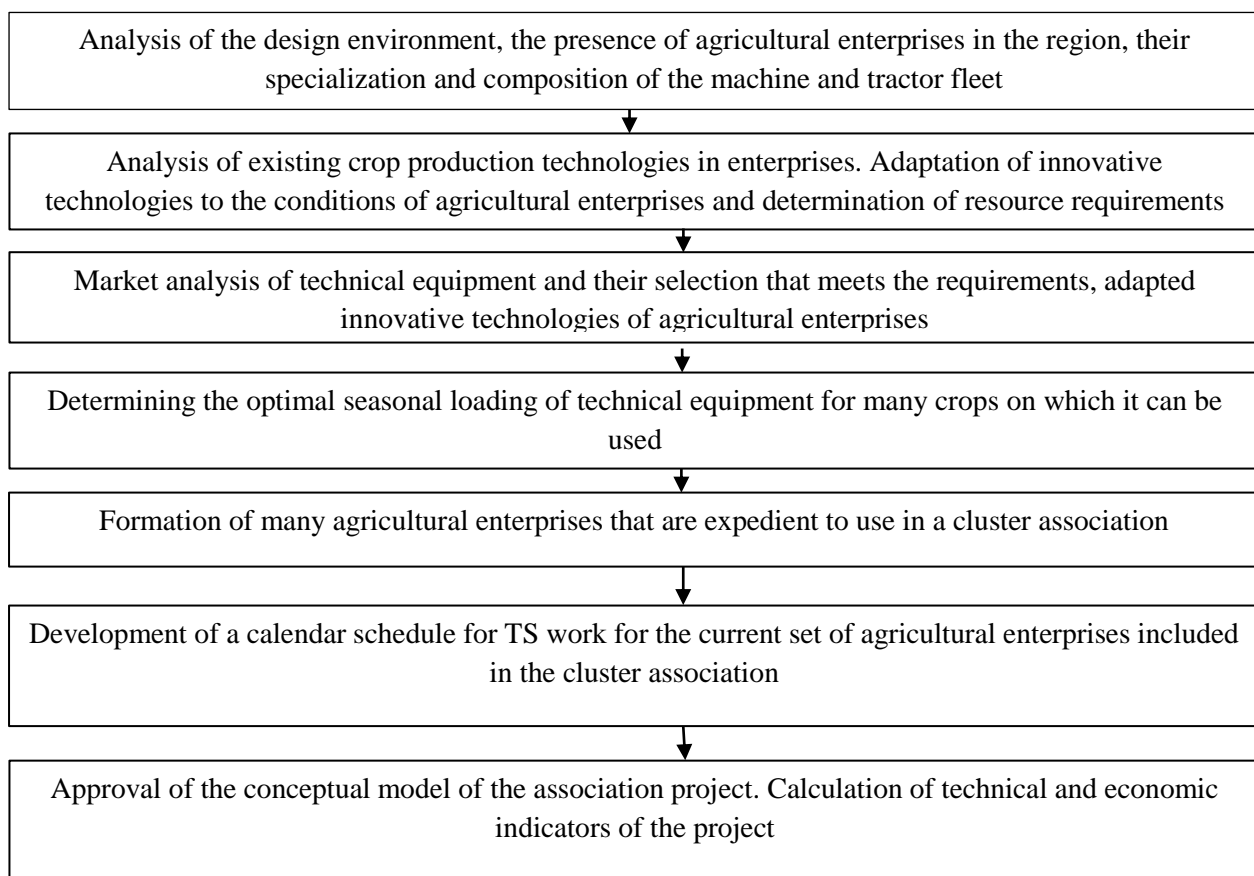 Analysis of the design environment, the presence of agricultural enterprises in the region, their
specialization and composition of the machine and tractor fleet
Analysis of existing crop production technologies in enterprises. Adaptation of innovative
technologies to the conditions of agricultural enterprises and determination of resource requirements
Market analysis of technical equipment and their selection that meets the requirements, adapted
innovative technologies of agricultural enterprises
Determining the optimal seasonal loading of technical equipment for many crops on which it can be
used
Formation of many agricultural enterprises that are expedient to use in a cluster association
Development of a calendar schedule for TS work for the current set of agricultural enterprises included
in the cluster association
Approval of the conceptual model of the association project. Calculation of technical and economic
indicators of the project